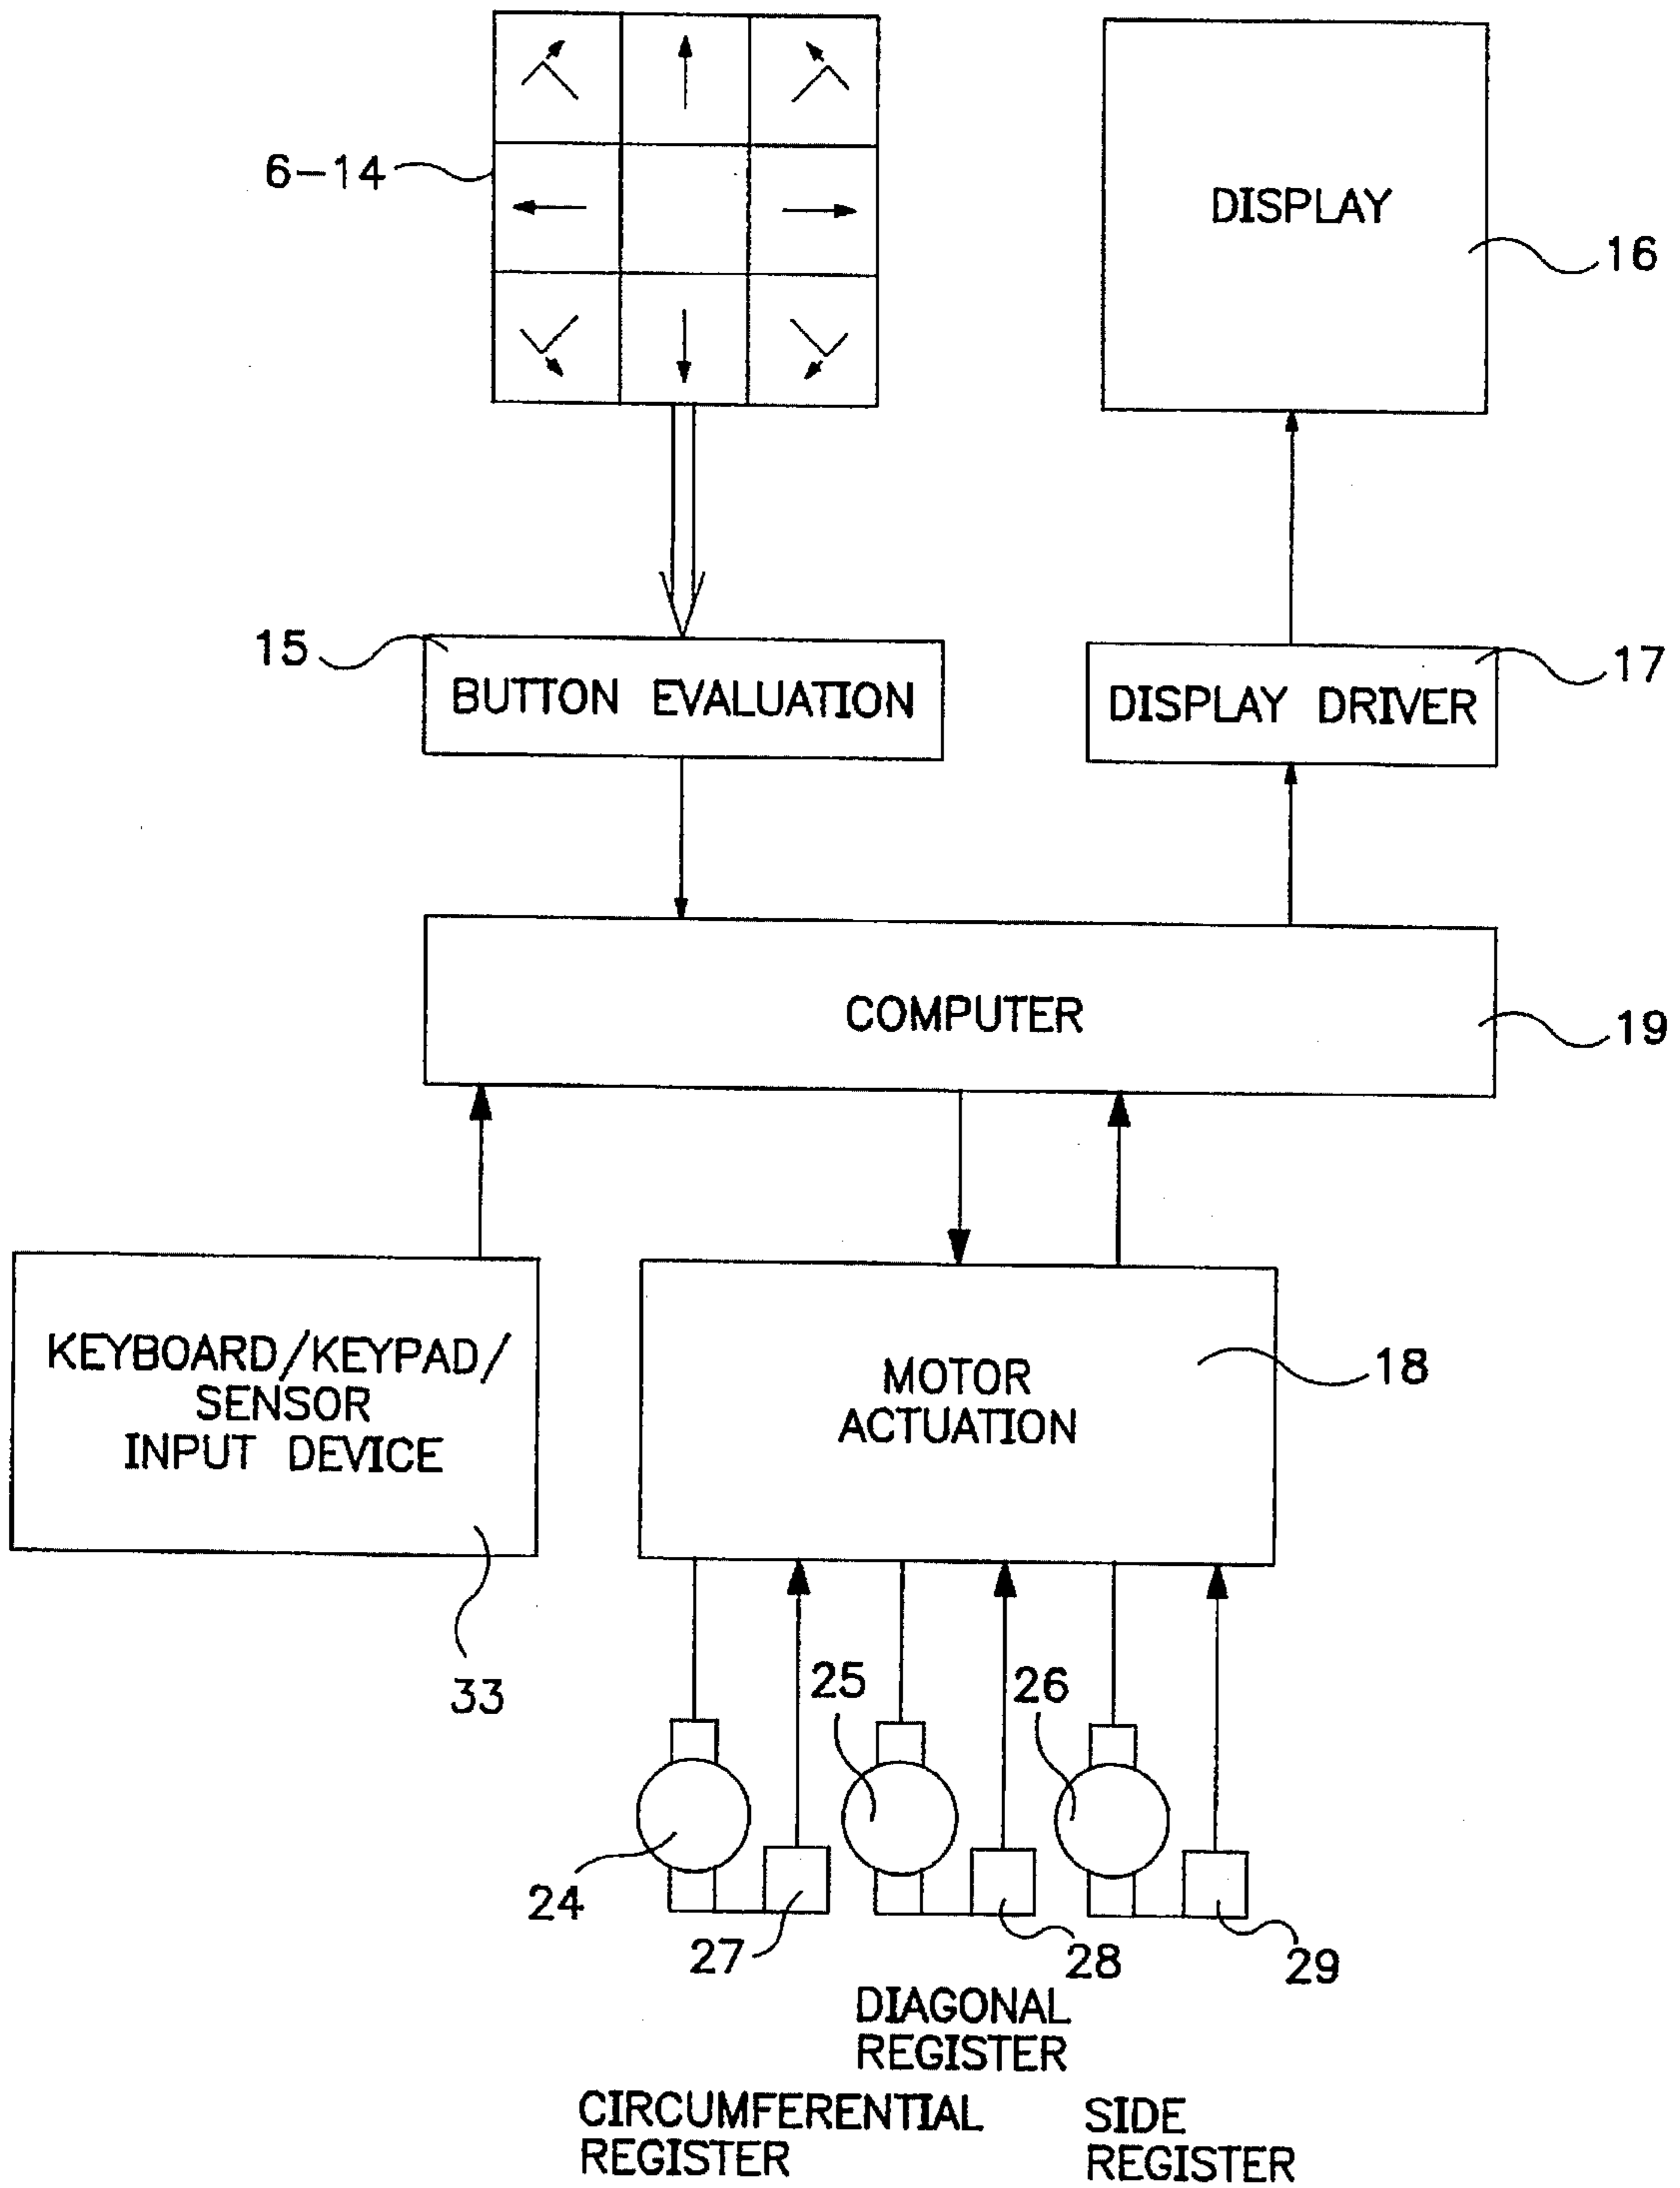 6-14
DISPLAY
16
15
BUTTON EVALUATION
DISPLAY DRIVER
17
COMPUTER
19
KEYBOARD/KEYPAD/
SENSOR
INPUT DEVICE
MOTOR
ACTUATION
18
33
25
26
24
27
28
29
DIAGONAL
REGISTER
CIRCUMFERENTIAL
REGISTER
SIDE
REGISTER